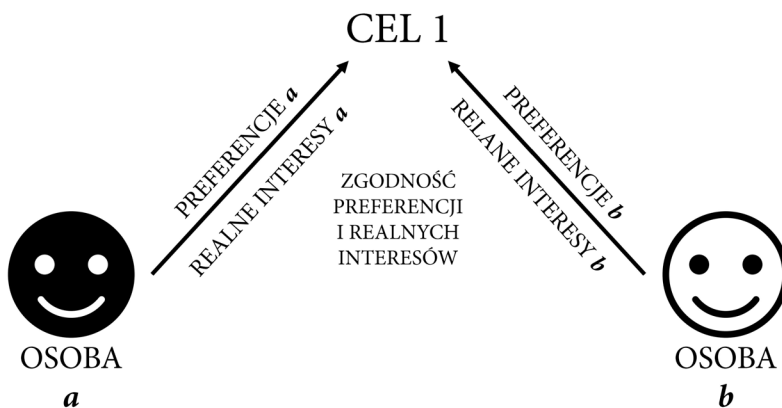 CEL 1
PREFERENCJE a
REALNE INTERESY a
PREFERENCJE b
RELANE INTERESY b
ZGODNOŚĆ
PREFERENCJI
I REALNYCH
INTERESÓW
OSOBA
a
OSOBA
b